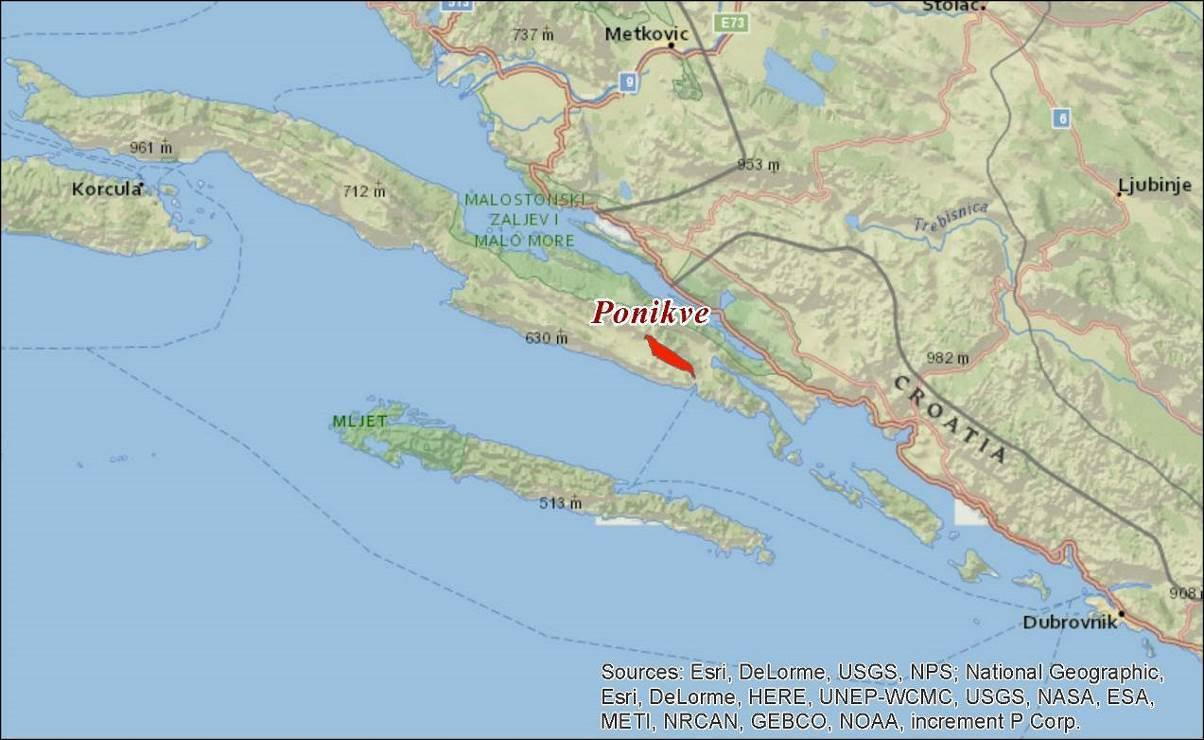 513
Stolac.
E73
737 m
Metkovic
9
6
961 m
953 m
Korcula
712 m
Ljubinje
MALOSTONSKI
ZALJEV I
MALO MORE
Trebisnica
Ponikve
630 m
982 m
CROATIA
MLJET
513 m
908 m
Dubrovnik
Sources: Esri, DeLorme, USGS, NPS; National Geographic,
Esri, DeLorme, HERE, UNEP-WCMC, USGS, NASA, ESA,
METI, NRCAN, GEBCO, NOAA, increment P Corp.